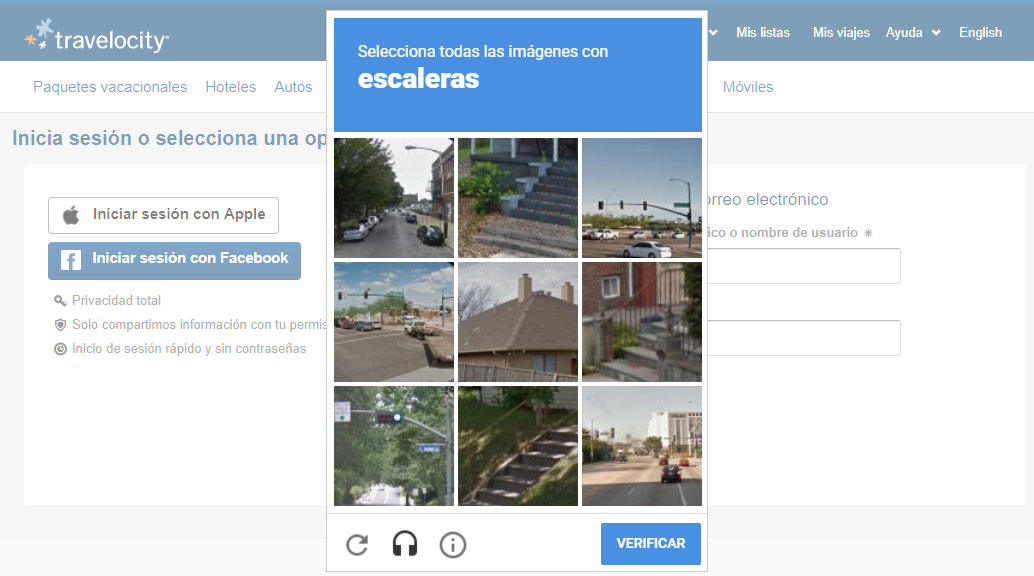 travelocity
Mis listas
Mis viajes
Ayuda
English
Paquetes vacacionales
Hoteles
Autos
Móviles
Inicia sesión o selecciona una op
Iniciar sesión con Apple
Iniciar sesión con Facebook
Privacidad total
Solo compartimos información con tu permis
Inicio de sesión rápido y sin contraseñas
orreo electrónico
ico o nombre de usuario *
Selecciona todas las imágenes con
escaleras
VERIFICAR